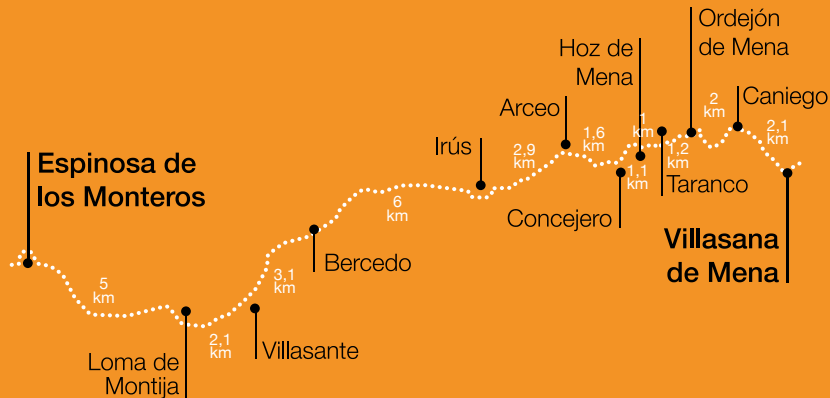 Ordejón
de Mena
Hoz de
Mena
Arceo
Caniego
Irús
Espinosa de
los Monteros
2,9
km
1,6
km
1
km
2
km
2,1
km
1,2
km
1,1
km
Taranco
Concejero
6
km
Bercedo
Villasana
de Mena
5
km
3,1
km
2,1
km
Villasante
Loma de
Montija